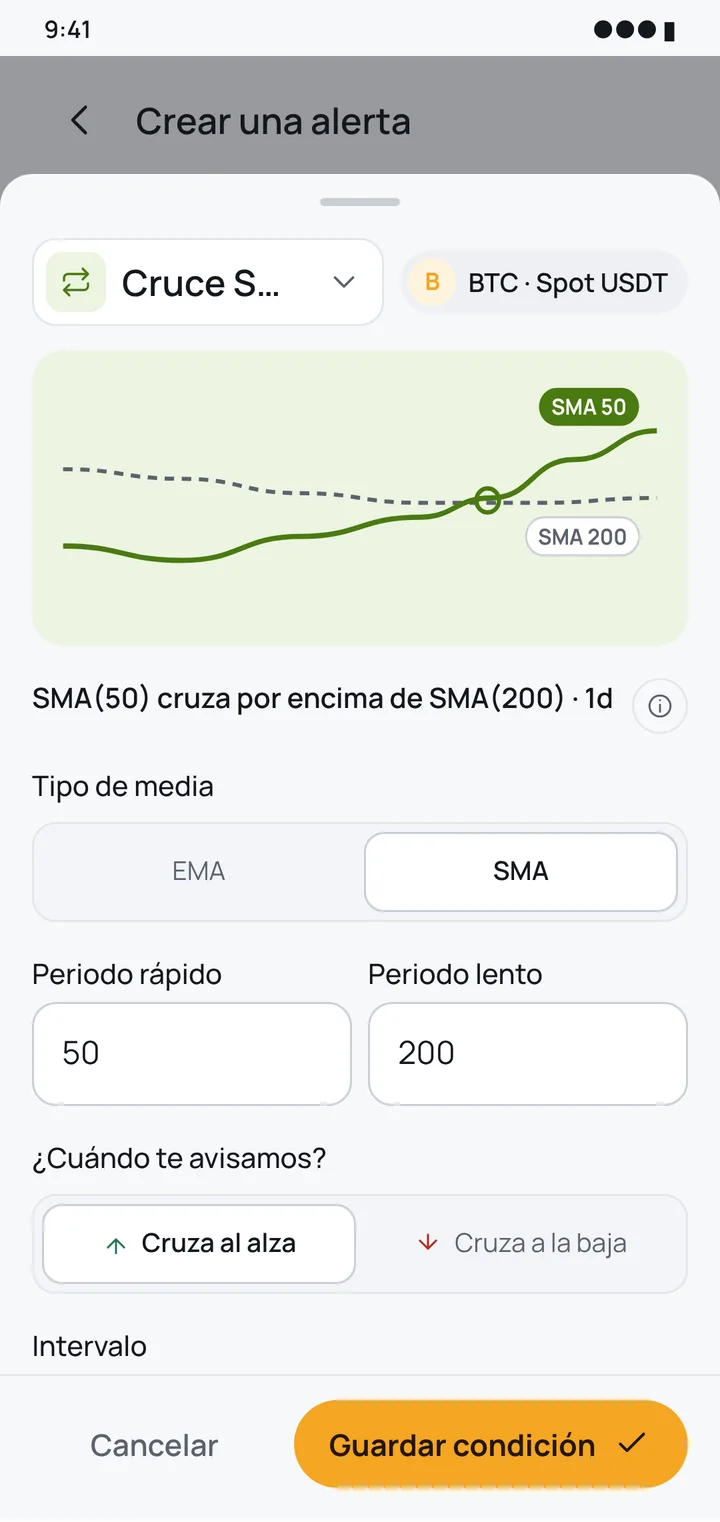 9:41
Crear una alerta
Cruce S...
B BTC · Spot USDT
SMA 50
SMA 200
SMA(50) cruza por encima de SMA(200) · 1d
Tipo de media
EMA SMA
Periodo rápido Periodo lento
50 200
¿Cuándo te avisamos?
Cruza al alza Cruza a la baja
Intervalo
Cancelar Guardar condición